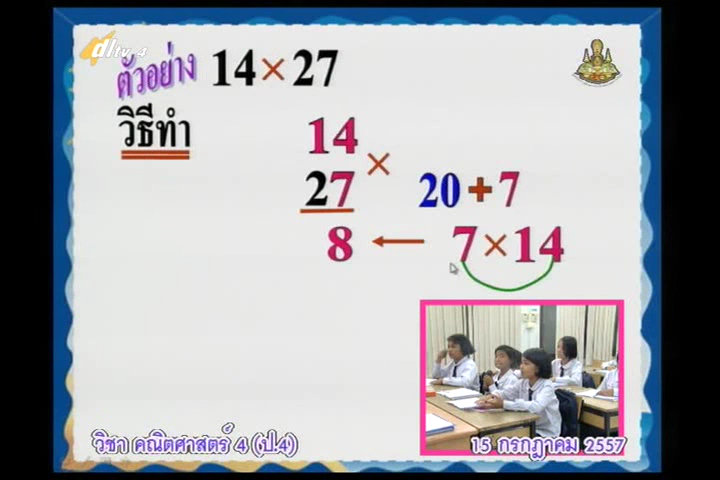 dltv 4
ตัวอย่าง 14×27
วิธีทำ
14
×
27
20+7
8 ← 7×14
วิชา คณิตศาสตร์ 4 (ป.4)
15 กรกฎาคม 2557